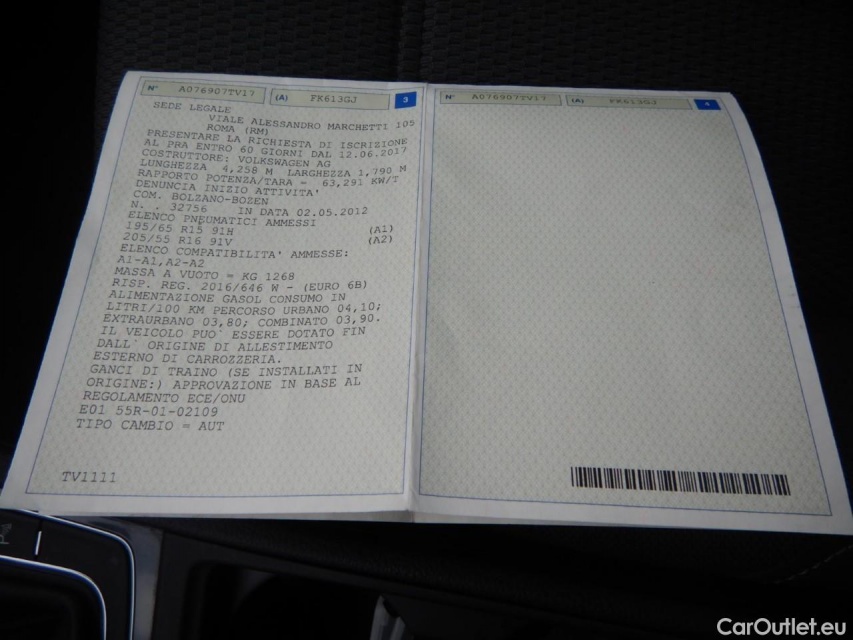 N° A076907TV17 (A) FK613GJ 3
SEDE LEGALE
VIALE ALESSANDRO MARCHETTI 105
ROMA (RM)
PRESENTARE LA RICHIESTA DI ISCRIZIONE
AL PRA ENTRO 60 GIORNI DAL 12.06.2017
COSTRUTTORE: VOLKSWAGEN AG
LUNGHEZZA 4,258 M LARGHEZZA 1,790 M
RAPPORTO POTENZA/TARA = 63,291 KW/T
DENUNCIA INIZIO ATTIVITA'
COM. BOLZANO-BOZEN
N. . 32756 IN DATA 02.05.2012
ELENCO PNEUMATICI AMMESSI
195/65 R15 91H (A1)
205/55 R16 91V (A2)
ELENCO COMPATIBILITA' AMMESSE:
A1-A1,A2-A2
MASSA A VUOTO = KG 1268
RISP. REG. 2016/646 W - (EURO 6B)
ALIMENTAZIONE GASOL CONSUMO IN
LITRI/100 KM PERCORSO URBANO 04,10;
EXTRAURBANO 03,80; COMBINATO 03,90.
IL VEICOLO PUO' ESSERE DOTATO FIN
DALL' ORIGINE DI ALLESTIMENTO
ESTERNO DI CARROZZERIA.
GANCI DI TRAINO (SE INSTALLATI IN
ORIGINE:) APPROVAZIONE IN BASE AL
REGOLAMENTO ECE/ONU
E01 55R-01-02109
TIPO CAMBIO = AUT
TV1111
N° A076907TV17 (A) FK613GJ 4
CarOutlet.eu